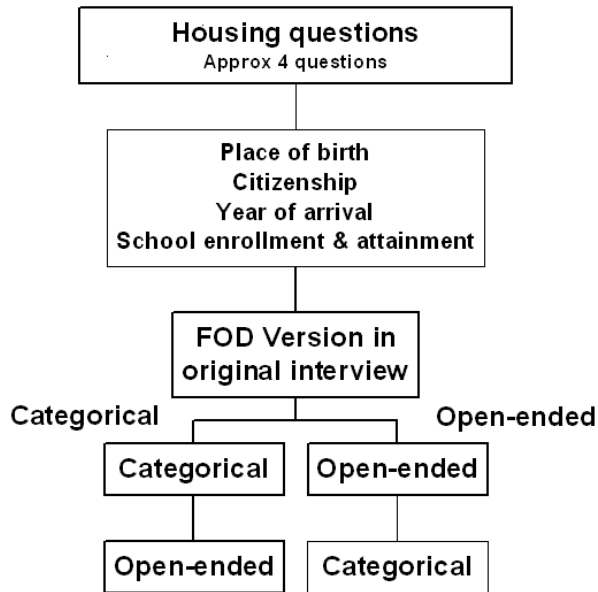 Housing questions
Approx 4 questions
Place of birth
Citizenship
Year of arrival
School enrollment & attainment
FOD Version in
original interview
Categorical
Open-ended
Categorical
Open-ended
Open-ended
Categorical